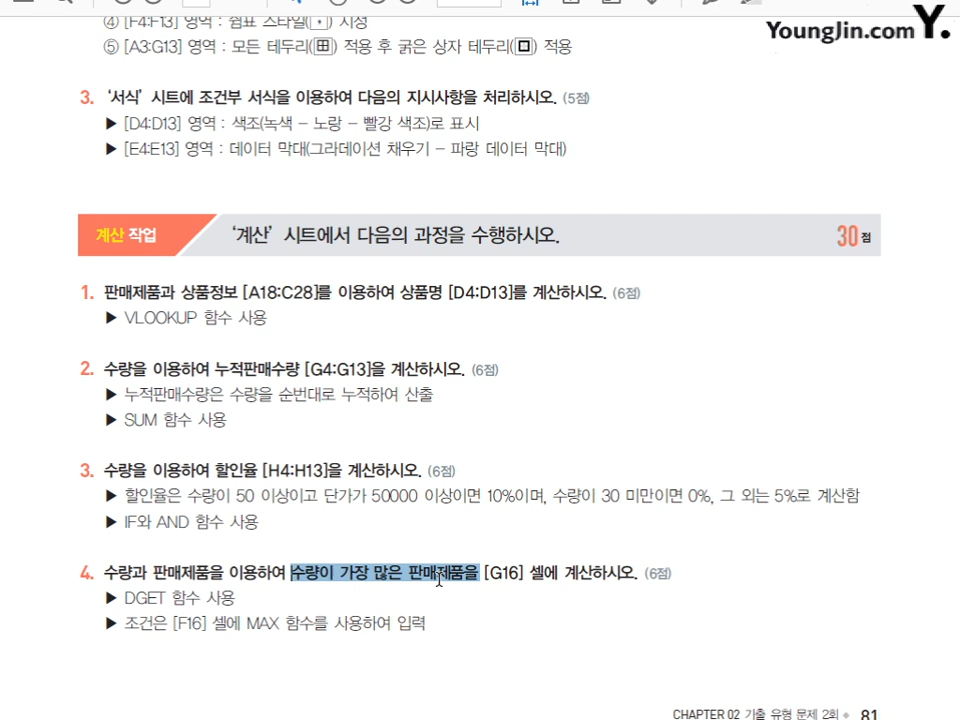 ④ [F4:F13] 영역 : 쉼표 스타일( , ) 지정
YoungJin.com Y.
⑤ [A3:G13] 영역 : 모든 테두리(田) 적용 후 굵은 상자 테두리(□) 적용
3. ‘서식’ 시트에 조건부 서식을 이용하여 다음의 지시사항을 처리하시오. (5점)
▶ [D4:D13] 영역 : 색조(녹색 – 노랑 – 빨강 색조)로 표시
▶ [E4:E13] 영역 : 데이터 막대(그라데이션 채우기 – 파랑 데이터 막대)
계산 작업 ‘계산’ 시트에서 다음의 과정을 수행하시오. 30점
1. 판매제품과 상품정보 [A18:C28]를 이용하여 상품명 [D4:D13]를 계산하시오. (6점)
▶ VLOOKUP 함수 사용
2. 수량을 이용하여 누적판매수량 [G4:G13]을 계산하시오. (6점)
▶ 누적판매수량은 수량을 순번대로 누적하여 산출
▶ SUM 함수 사용
3. 수량을 이용하여 할인율 [H4:H13]을 계산하시오. (6점)
▶ 할인율은 수량이 50 이상이고 단가가 50000 이상이면 10%이며, 수량이 30 미만이면 0%, 그 외는 5%로 계산함
▶ IF와 AND 함수 사용
4. 수량과 판매제품을 이용하여 수량이 가장 많은 판매제품을 [G16] 셀에 계산하시오. (6점)
▶ DGET 함수 사용
▶ 조건은 [F16] 셀에 MAX 함수를 사용하여 입력
CHAPTER 02 기출 유형 문제 2회 ◆ 81